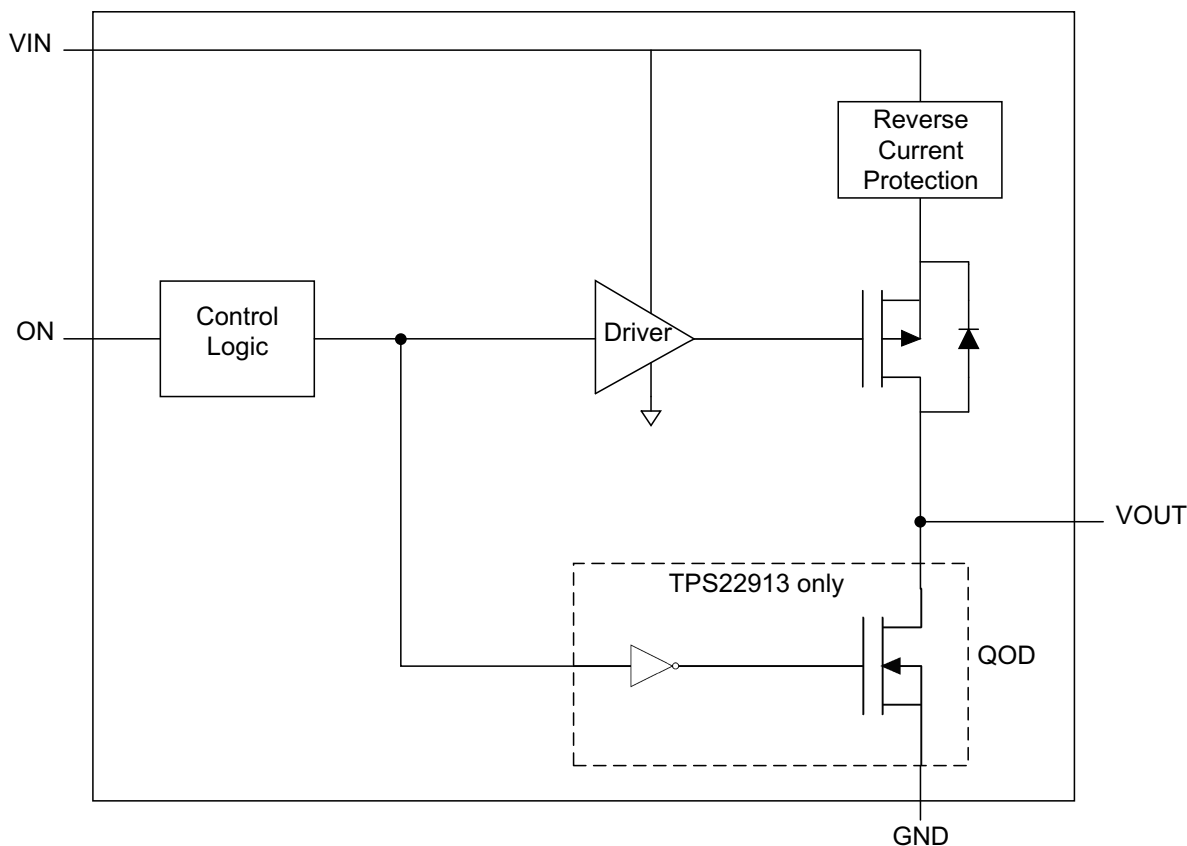 VIN
Reverse
Current
Protection
ON
Control
Logic
Driver
VOUT
TPS22913 only
QOD
GND